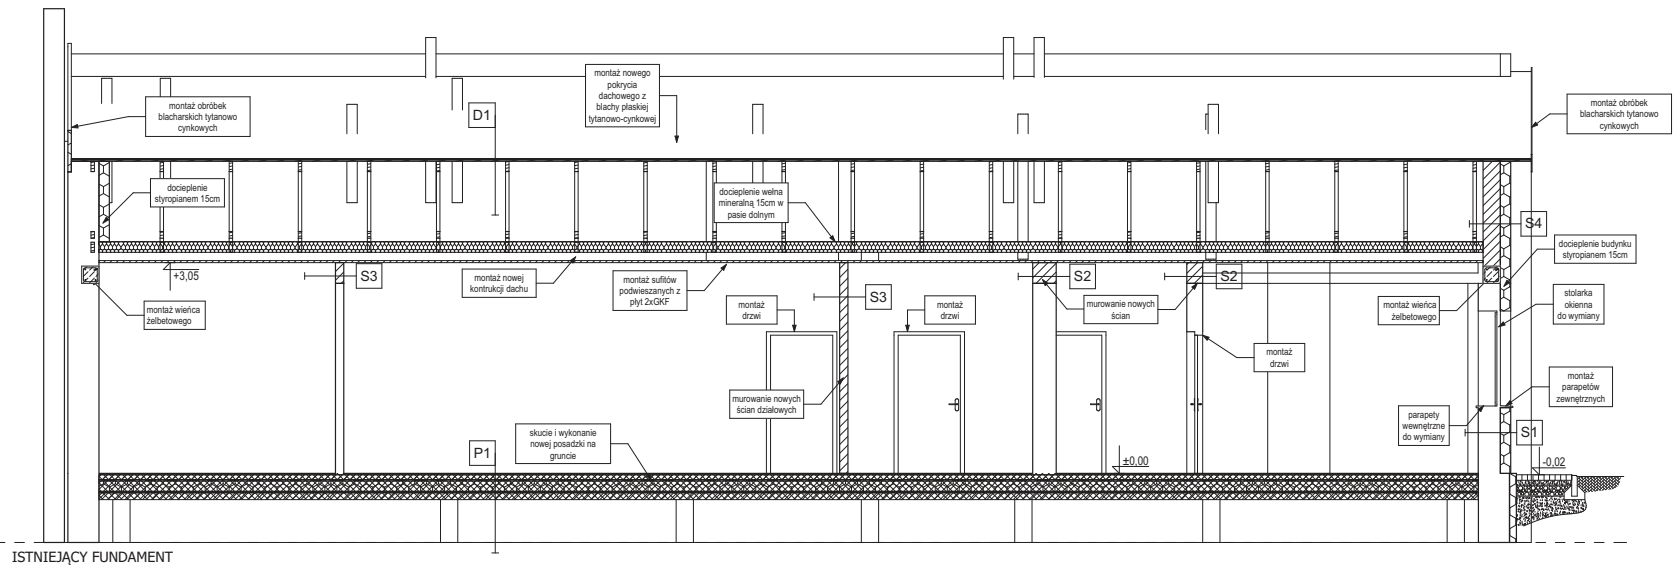 montaż nowego
pokrycia
dachowego z
blachy płaskiej
tytanowo-cynkowej
montaż obróbek
blacharskich tytanowo
cynkowych
D1
montaż obróbek
blacharskich tytanowo
cynkowych
docieplenie
styropianem 15cm
docieplenie wełna
mineralną 15cm w
pasie dolnym
S4
docieplenie budynku
styropianem 15cm
+3,05
S3
montaż nowej
kontrukcji dachu
montaż sufitów
podwieszanych z
płyt 2xGKF
S3
S2
S2
montaż wieńca
żelbetowego
montaż
drzwi
montaż
drzwi
murowanie nowych
ścian
montaż wieńca
żelbetowego
stolarka
okienna
do wymiany
montaż
drzwi
murowanie nowych
ścian działowych
montaż
parapetów
zewnętrznych
parapety
wewnętrzne
do wymiany
skucie i wykonanie
nowej posadzki na
gruncie
P1
S1
±0,00
-0,02
ISTNIEJĄCY FUNDAMENT